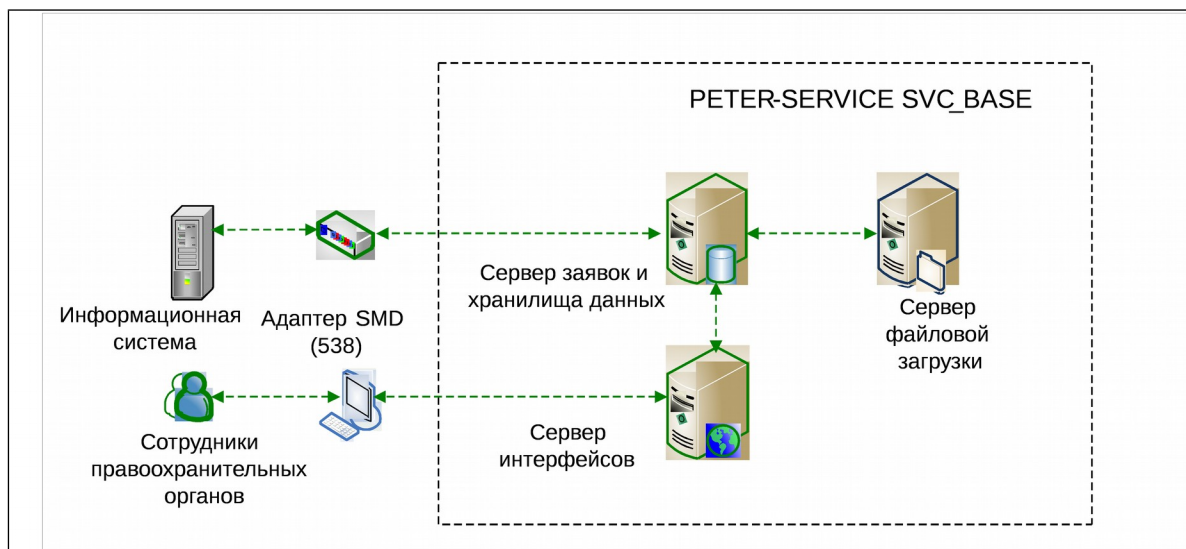 PETER-SERVICE SVC_BASE
Информационная
система
Адаптер SMD
(538)
Сервер заявок и
хранилища данных
Сервер
файловой
загрузки
Сотрудники
правоохранительных
органов
Сервер
интерфейсов